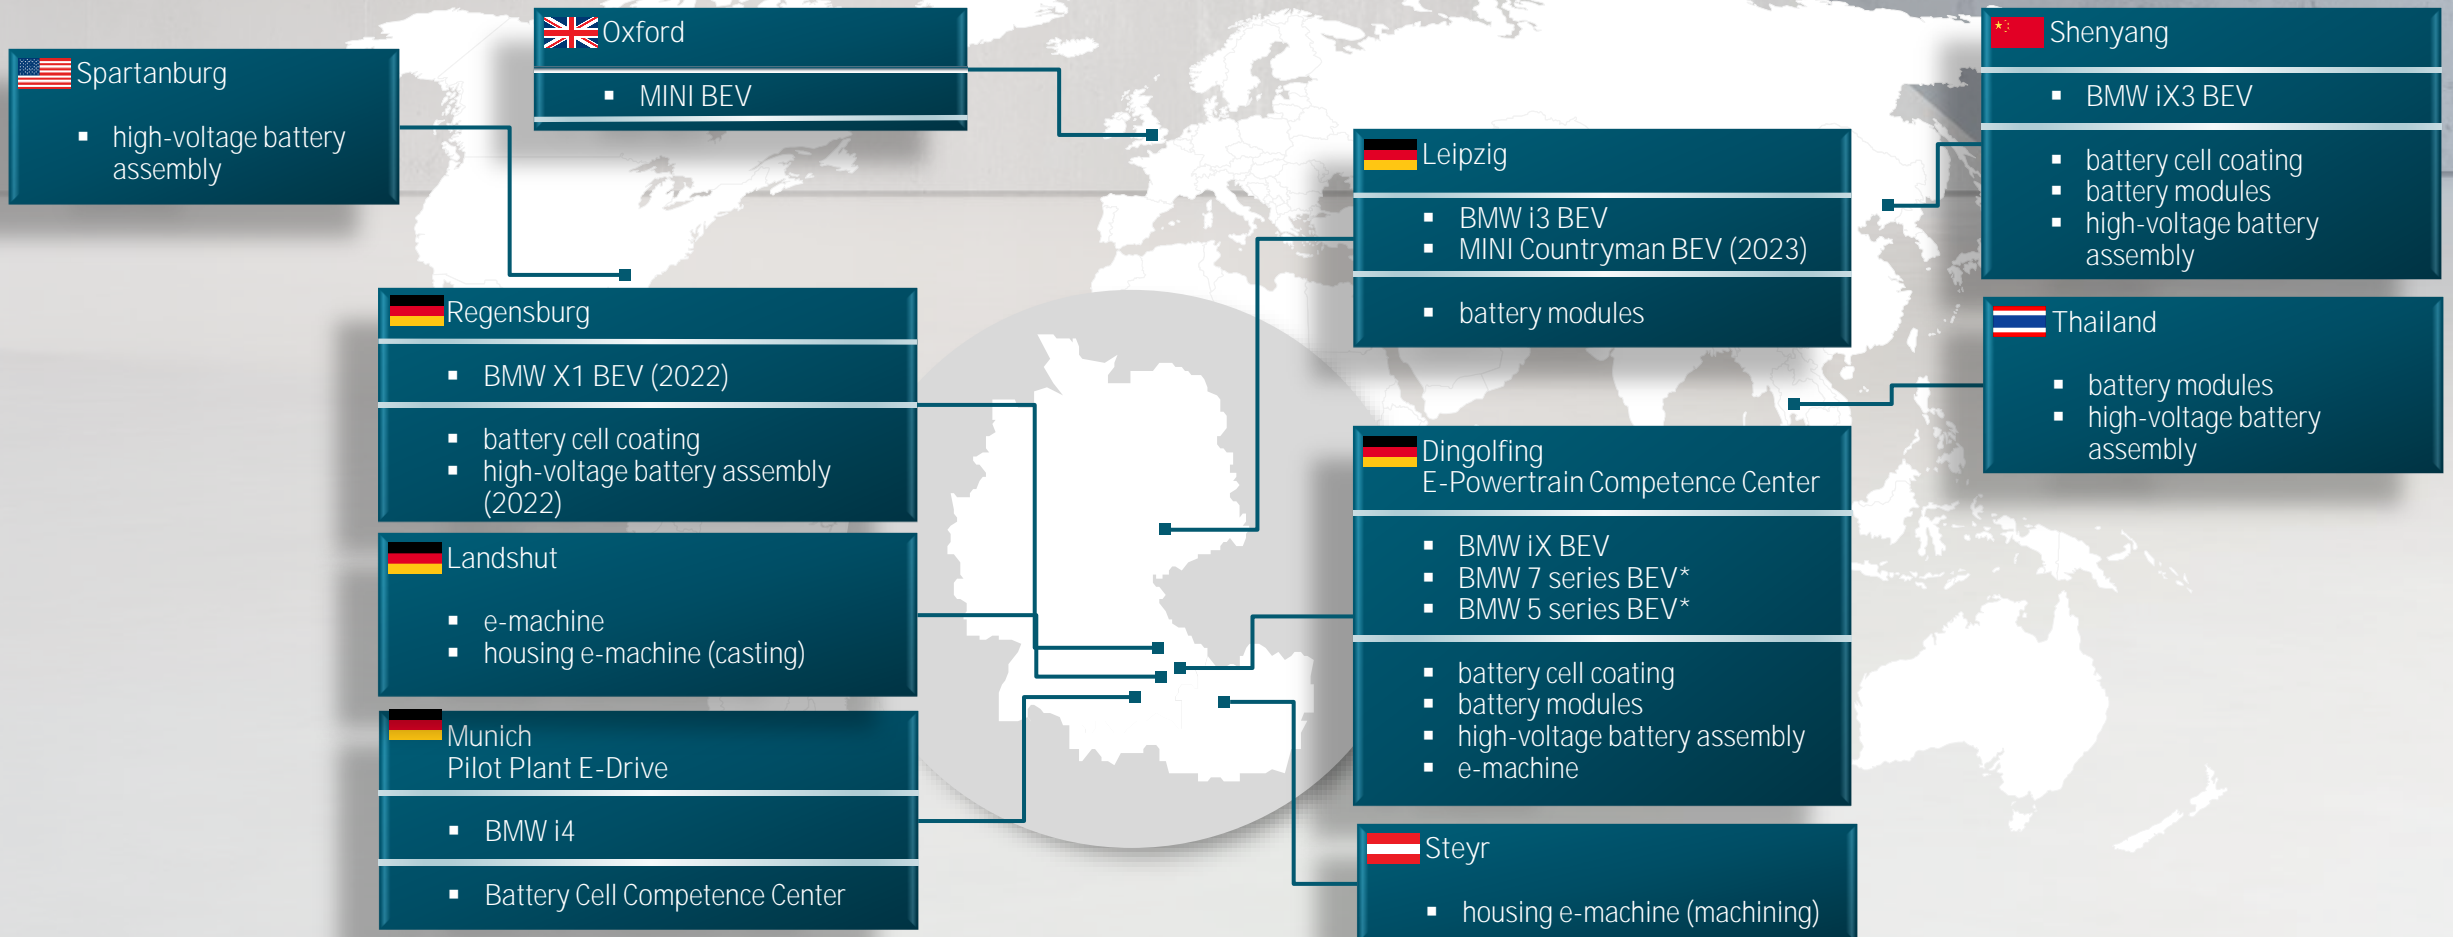 Spartanburg
▪ high-voltage battery
assembly
Oxford
▪ MINI BEV
Regensburg
▪ BMW X1 BEV (2022)
▪ battery cell coating
▪ high-voltage battery assembly
(2022)
Landshut
▪ e-machine
▪ housing e-machine (casting)
Munich
Pilot Plant E-Drive
▪ BMW i4
▪ Battery Cell Competence Center
Leipzig
▪ BMW i3 BEV
▪ MINI Countryman BEV (2023)
▪ battery modules
Dingolfing
E-Powertrain Competence Center
▪ BMW iX BEV
▪ BMW 7 series BEV*
▪ BMW 5 series BEV*
▪ battery cell coating
▪ battery modules
▪ high-voltage battery assembly
▪ e-machine
Steyr
▪ housing e-machine (machining)
Shenyang
▪ BMW iX3 BEV
▪ battery cell coating
▪ battery modules
▪ high-voltage battery
assembly
Thailand
▪ battery modules
▪ high-voltage battery
assembly